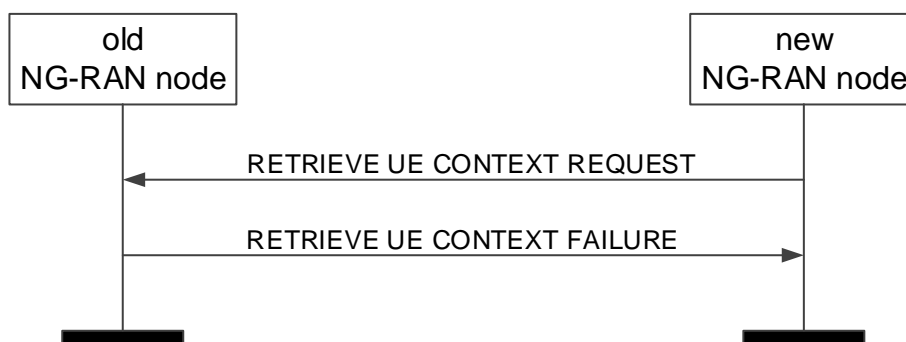 old
NG-RAN node
new
NG-RAN node
RETRIEVE UE CONTEXT REQUEST
RETRIEVE UE CONTEXT FAILURE